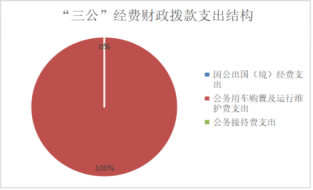 “三公”经费财政拨款支出结构
0%
100%
因公出国（境）经费支
出
公务用车购置及运行维
护费支出
公务接待费支出